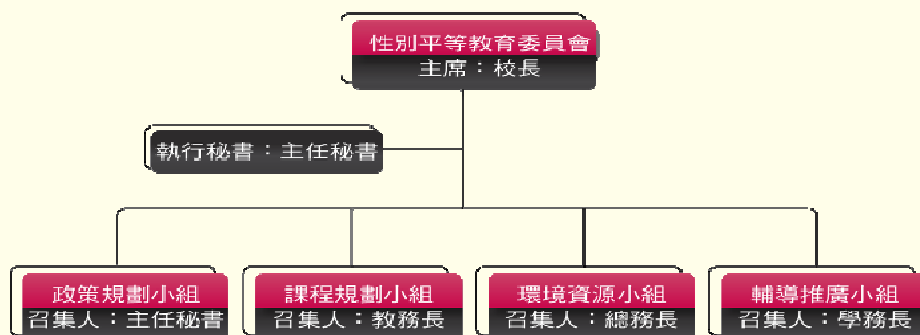 性別平等教育委員會
主席：校長
執行秘書：主任秘書
政策規劃小組
召集人：主任秘書
課程規劃小組
召集人：教務長
環境資源小組
召集人：總務長
輔導推廣小組
召集人：學務長